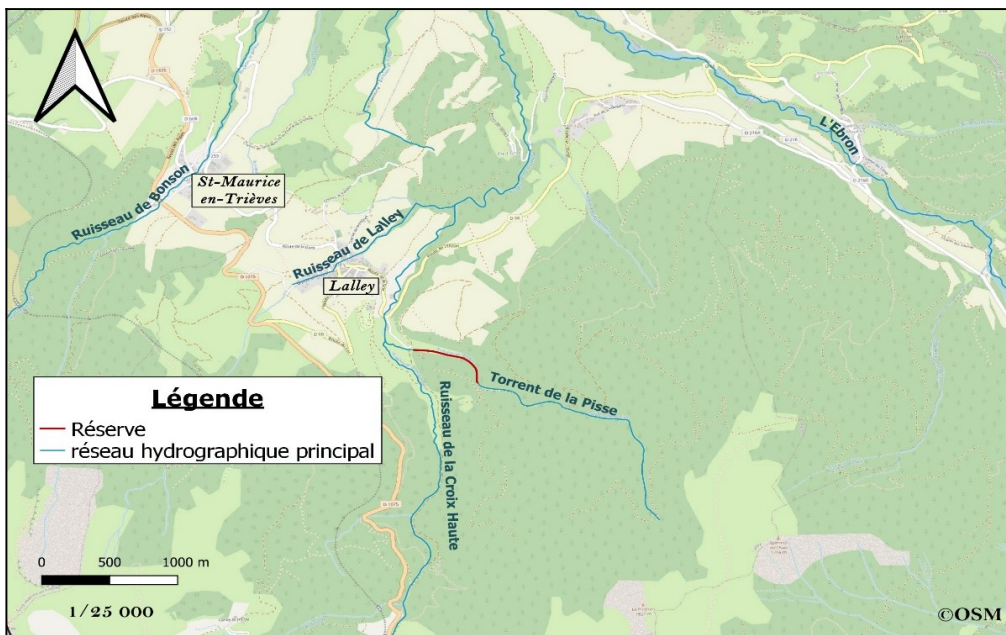 L'Ebron
St-Maurice
en-Trièves
Ruisseau de Bonson
Ruisseau de Lalley
Lalley
Torrent de la Pisse
Ruisseau de la Croix Haute
Légende
Réserve
réseau hydrographique principal
0 500 1000 m
1/25 000
D 1075
©OSM